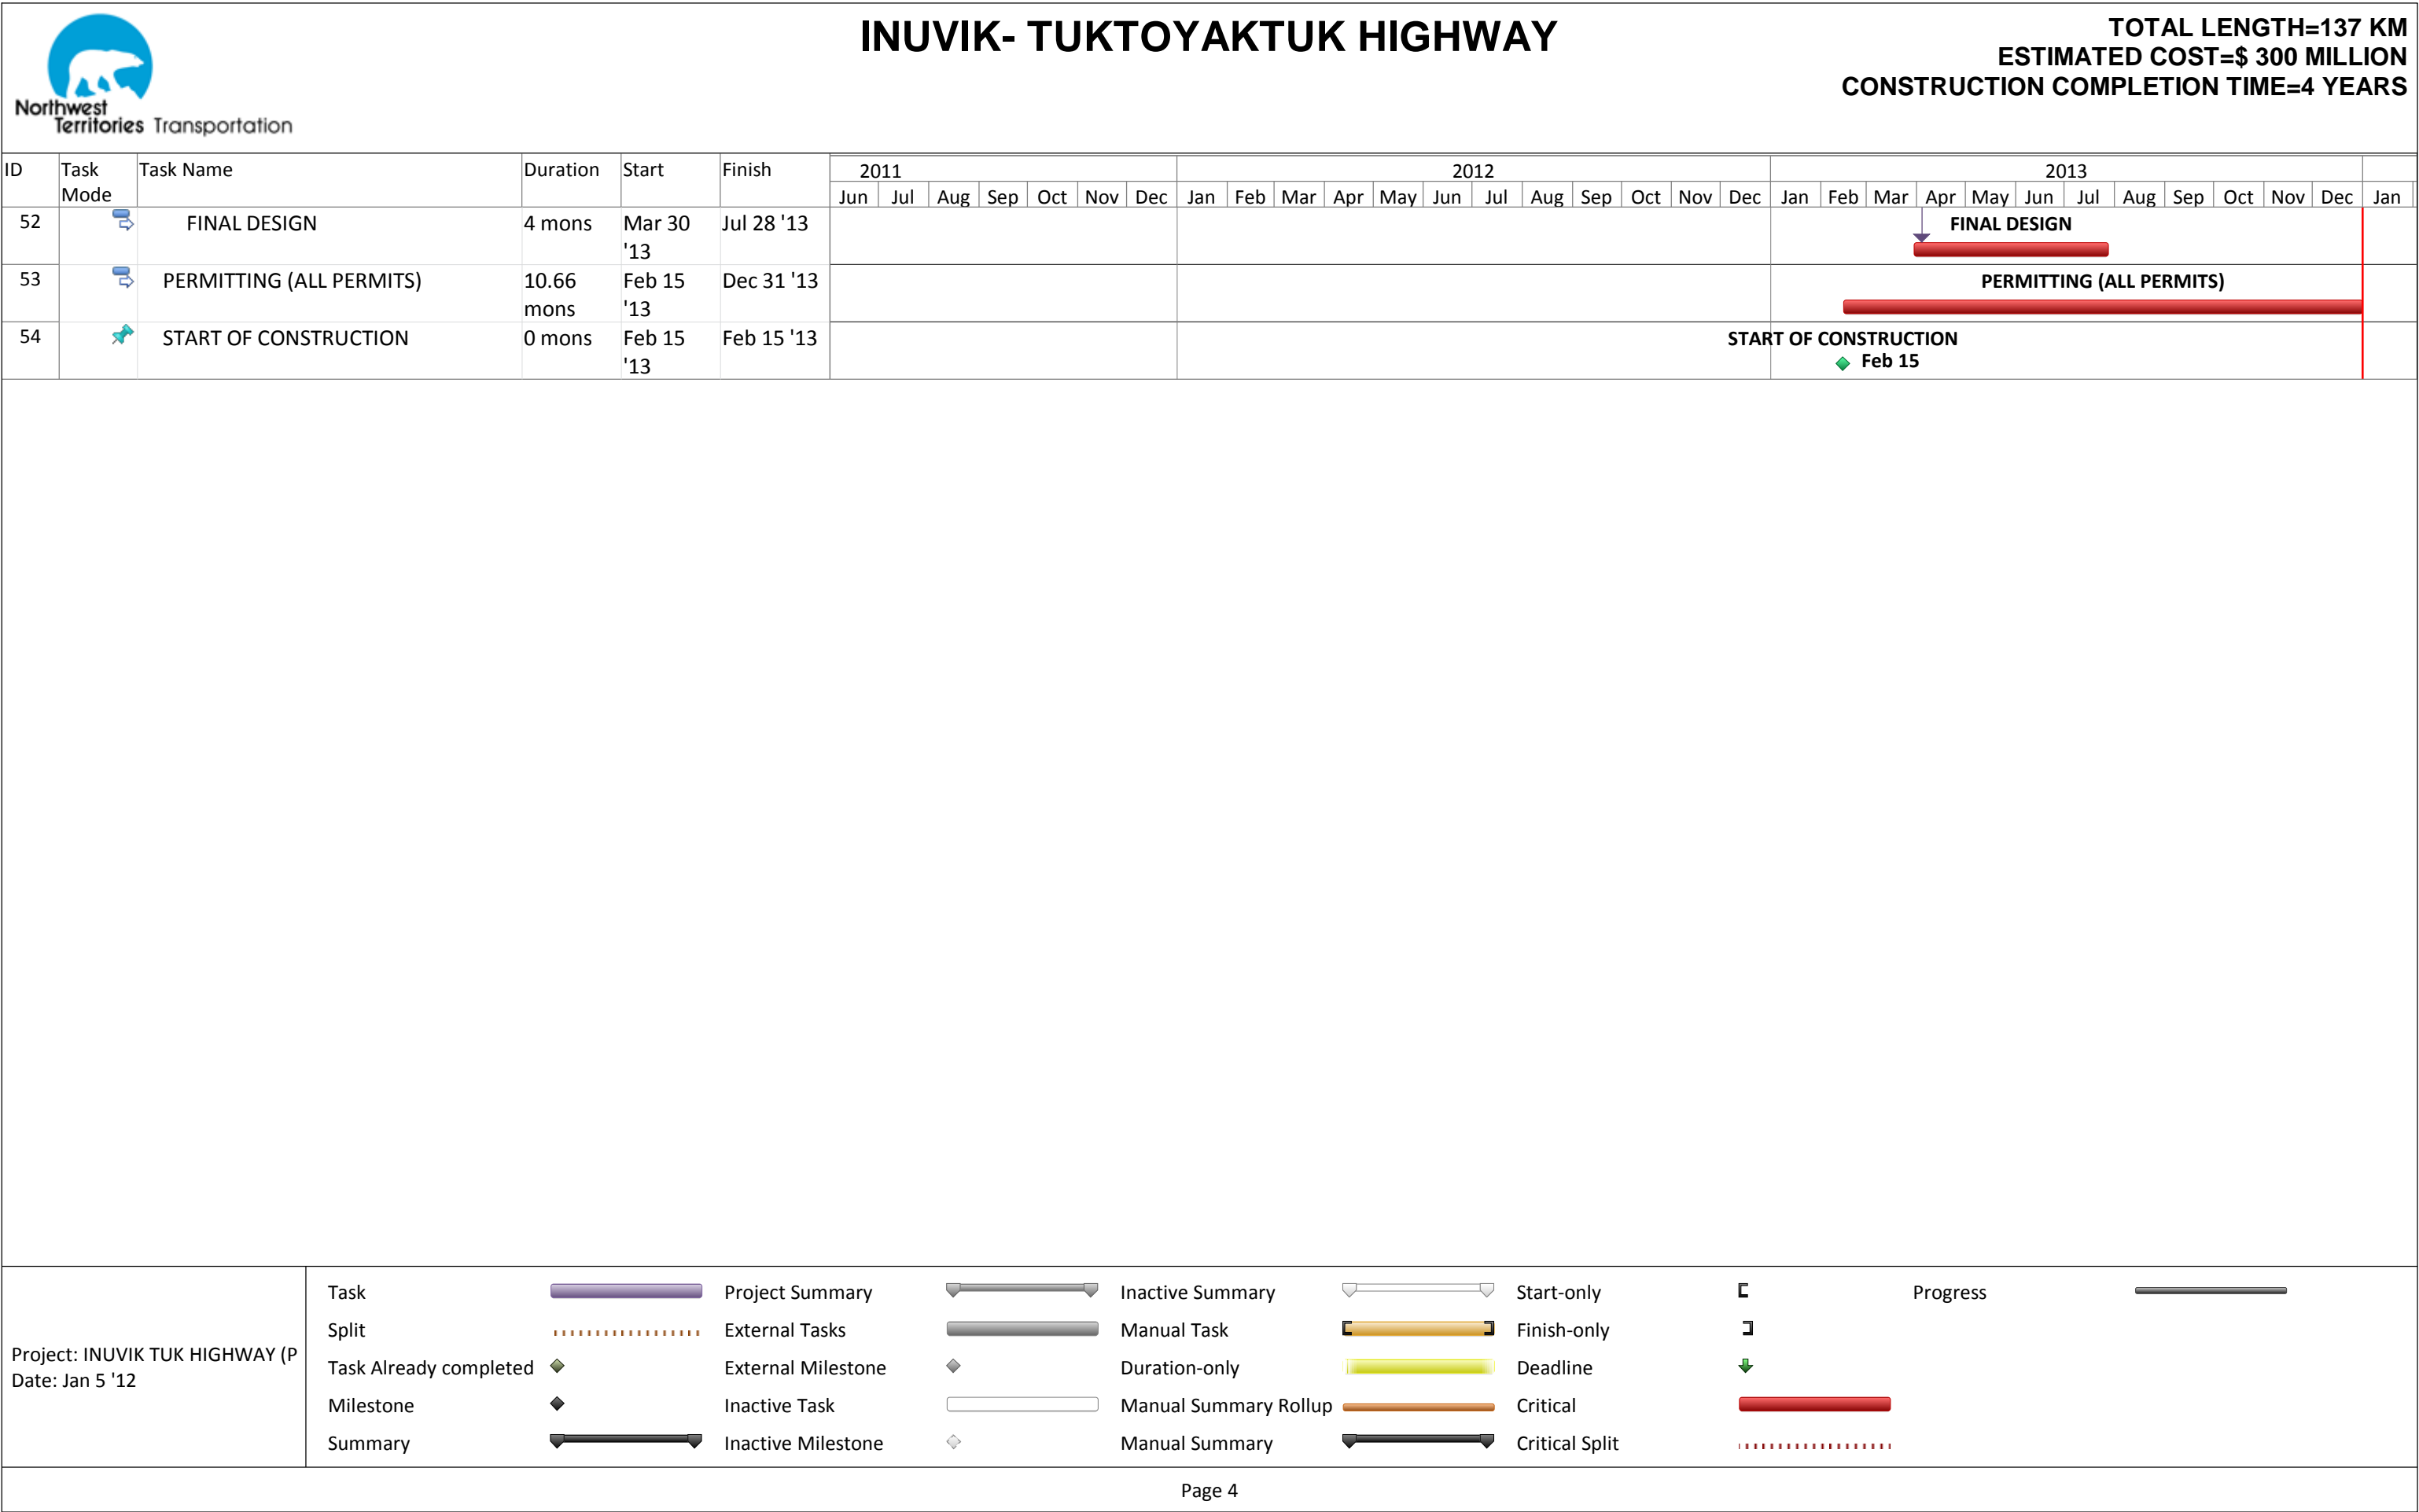 INUVIK- TUKTOYAKTUK HIGHWAY
TOTAL LENGTH=137 KM
ESTIMATED COST=$ 300 MILLION
CONSTRUCTION COMPLETION TIME=4 YEARS
Northwest
Territories Transportation
ID Task Mode Task Name Duration Start Finish
2011 2012 2013
Jun Jul Aug Sep Oct Nov Dec Jan Feb Mar Apr May Jun Jul Aug Sep Oct Nov Dec Jan Feb Mar Apr May Jun Jul Aug Sep Oct Nov Dec Jan
52 FINAL DESIGN 4 mons Mar 30 '13 Jul 28 '13
FINAL DESIGN
53 PERMITTING (ALL PERMITS) 10.66 mons Feb 15 '13 Dec 31 '13
PERMITTING (ALL PERMITS)
54 START OF CONSTRUCTION 0 mons Feb 15 '13 Feb 15 '13
START OF CONSTRUCTION
Feb 15
Project: INUVIK TUK HIGHWAY (P
Date: Jan 5 '12
Task
Split
Task Already completed
Milestone
Summary
Project Summary
External Tasks
External Milestone
Inactive Task
Inactive Milestone
Inactive Summary
Manual Task
Duration-only
Manual Summary Rollup
Manual Summary
Start-only
Finish-only
Deadline
Critical
Critical Split
Progress
Page 4